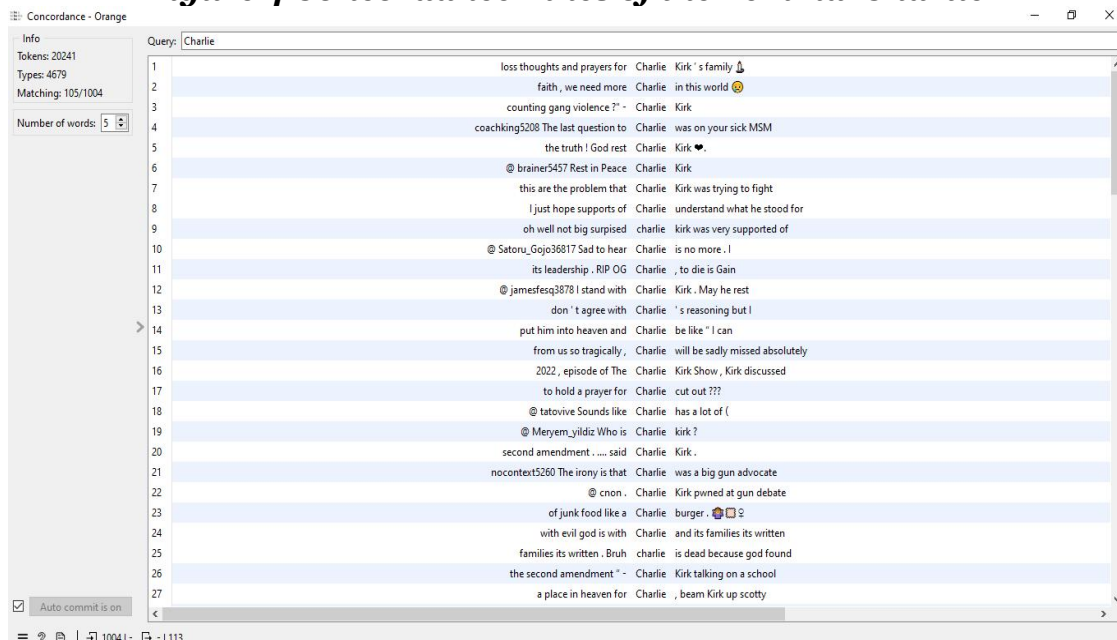 Concordance - Orange
Info
Tokens: 20241
Types: 4679
Matching: 105/1004
Number of words: 5
Query: Charlie
1 loss thoughts and prayers for Charlie Kirk ' s family 🕯
2 faith , we need more Charlie in this world 😥
3 counting gang violence ?" - Charlie Kirk
4 coachking5208 The last question to Charlie was on your sick MSM
5 the truth ! God rest Charlie Kirk ❤.
6 @ brainer5457 Rest in Peace Charlie Kirk
7 this are the problem that Charlie Kirk was trying to fight
8 I just hope supports of Charlie understand what he stood for
9 oh well not big surpised charlie kirk was very supported of
10 @ Satoru_Gojo36817 Sad to hear Charlie is no more . I
11 its leadership . RIP OG Charlie , to die is Gain
12 @ jamesfesq3878 I stand with Charlie Kirk . May he rest
13 don ' t agree with Charlie ' s reasoning but I
14 put him into heaven and Charlie be like " I can
15 from us so tragically , Charlie will be sadly missed absolutely
16 2022 , episode of The Charlie Kirk Show , Kirk discussed
17 to hold a prayer for Charlie cut out ???
18 @ tatovive Sounds like Charlie has a lot of (
19 @ Meryem_yildiz Who is Charlie kirk ?
20 second amendment . .... said Charlie Kirk .
21 nocontext5260 The irony is that Charlie was a big gun advocate
22 @ cnon . Charlie Kirk pwned at gun debate
23 of junk food like a Charlie burger . 🤷🏼♀
24 with evil god is with Charlie and its families its written
25 families its written . Bruh charlie is dead because god found
26 the second amendment " - Charlie Kirk talking on a school
27 a place in heaven for Charlie , beam Kirk up scotty
Auto commit is on
1004 | - - | 113